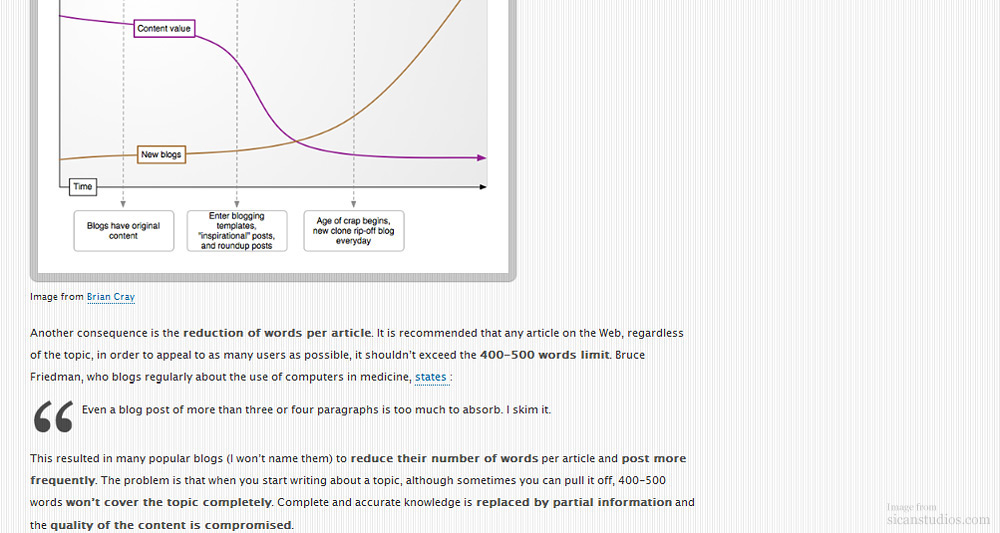 Content value
New blogs
Time
Blogs have original
content
Enter blogging
templates,
"inspirational" posts,
and roundup posts
Age of crap begins,
new clone rip-off blog
everyday
Image from Brian Cray
Another consequence is the reduction of words per article. It is recommended that any article on the Web, regardless
of the topic, in order to appeal to as many users as possible, it shouldn't exceed the 400-500 words limit. Bruce
Friedman, who blogs regularly about the use of computers in medicine, states :
“ Even a blog post of more than three or four paragraphs is too much to absorb. I skim it.
This resulted in many popular blogs (I won't name them) to reduce their number of words per article and post more
frequently. The problem is that when you start writing about a topic, although sometimes you can pull it off, 400-500
words won't cover the topic completely. Complete and accurate knowledge is replaced by partial information and
the quality of the content is compromised.
Image from
sicanstudios.com